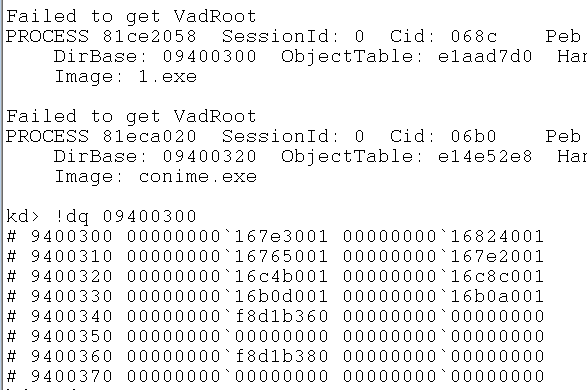 Failed to get VadRoot
PROCESS 81ce2058  SessionId: 0  Cid: 068c    Peb
    DirBase: 09400300  ObjectTable: e1aad7d0  Han
    Image: 1.exe

Failed to get VadRoot
PROCESS 81eca020  SessionId: 0  Cid: 06b0    Peb
    DirBase: 09400320  ObjectTable: e14e52e8  Han
    Image: conime.exe

kd> !dq 09400300
# 9400300 00000000`167e3001 00000000`16824001
# 9400310 00000000`16765001 00000000`167e2001
# 9400320 00000000`16c4b001 00000000`16c8c001
# 9400330 00000000`16b0d001 00000000`16b0a001
# 9400340 00000000`f8d1b360 00000000`00000000
# 9400350 00000000`00000000 00000000`00000000
# 9400360 00000000`f8d1b380 00000000`00000000
# 9400370 00000000`00000000 00000000`00000000